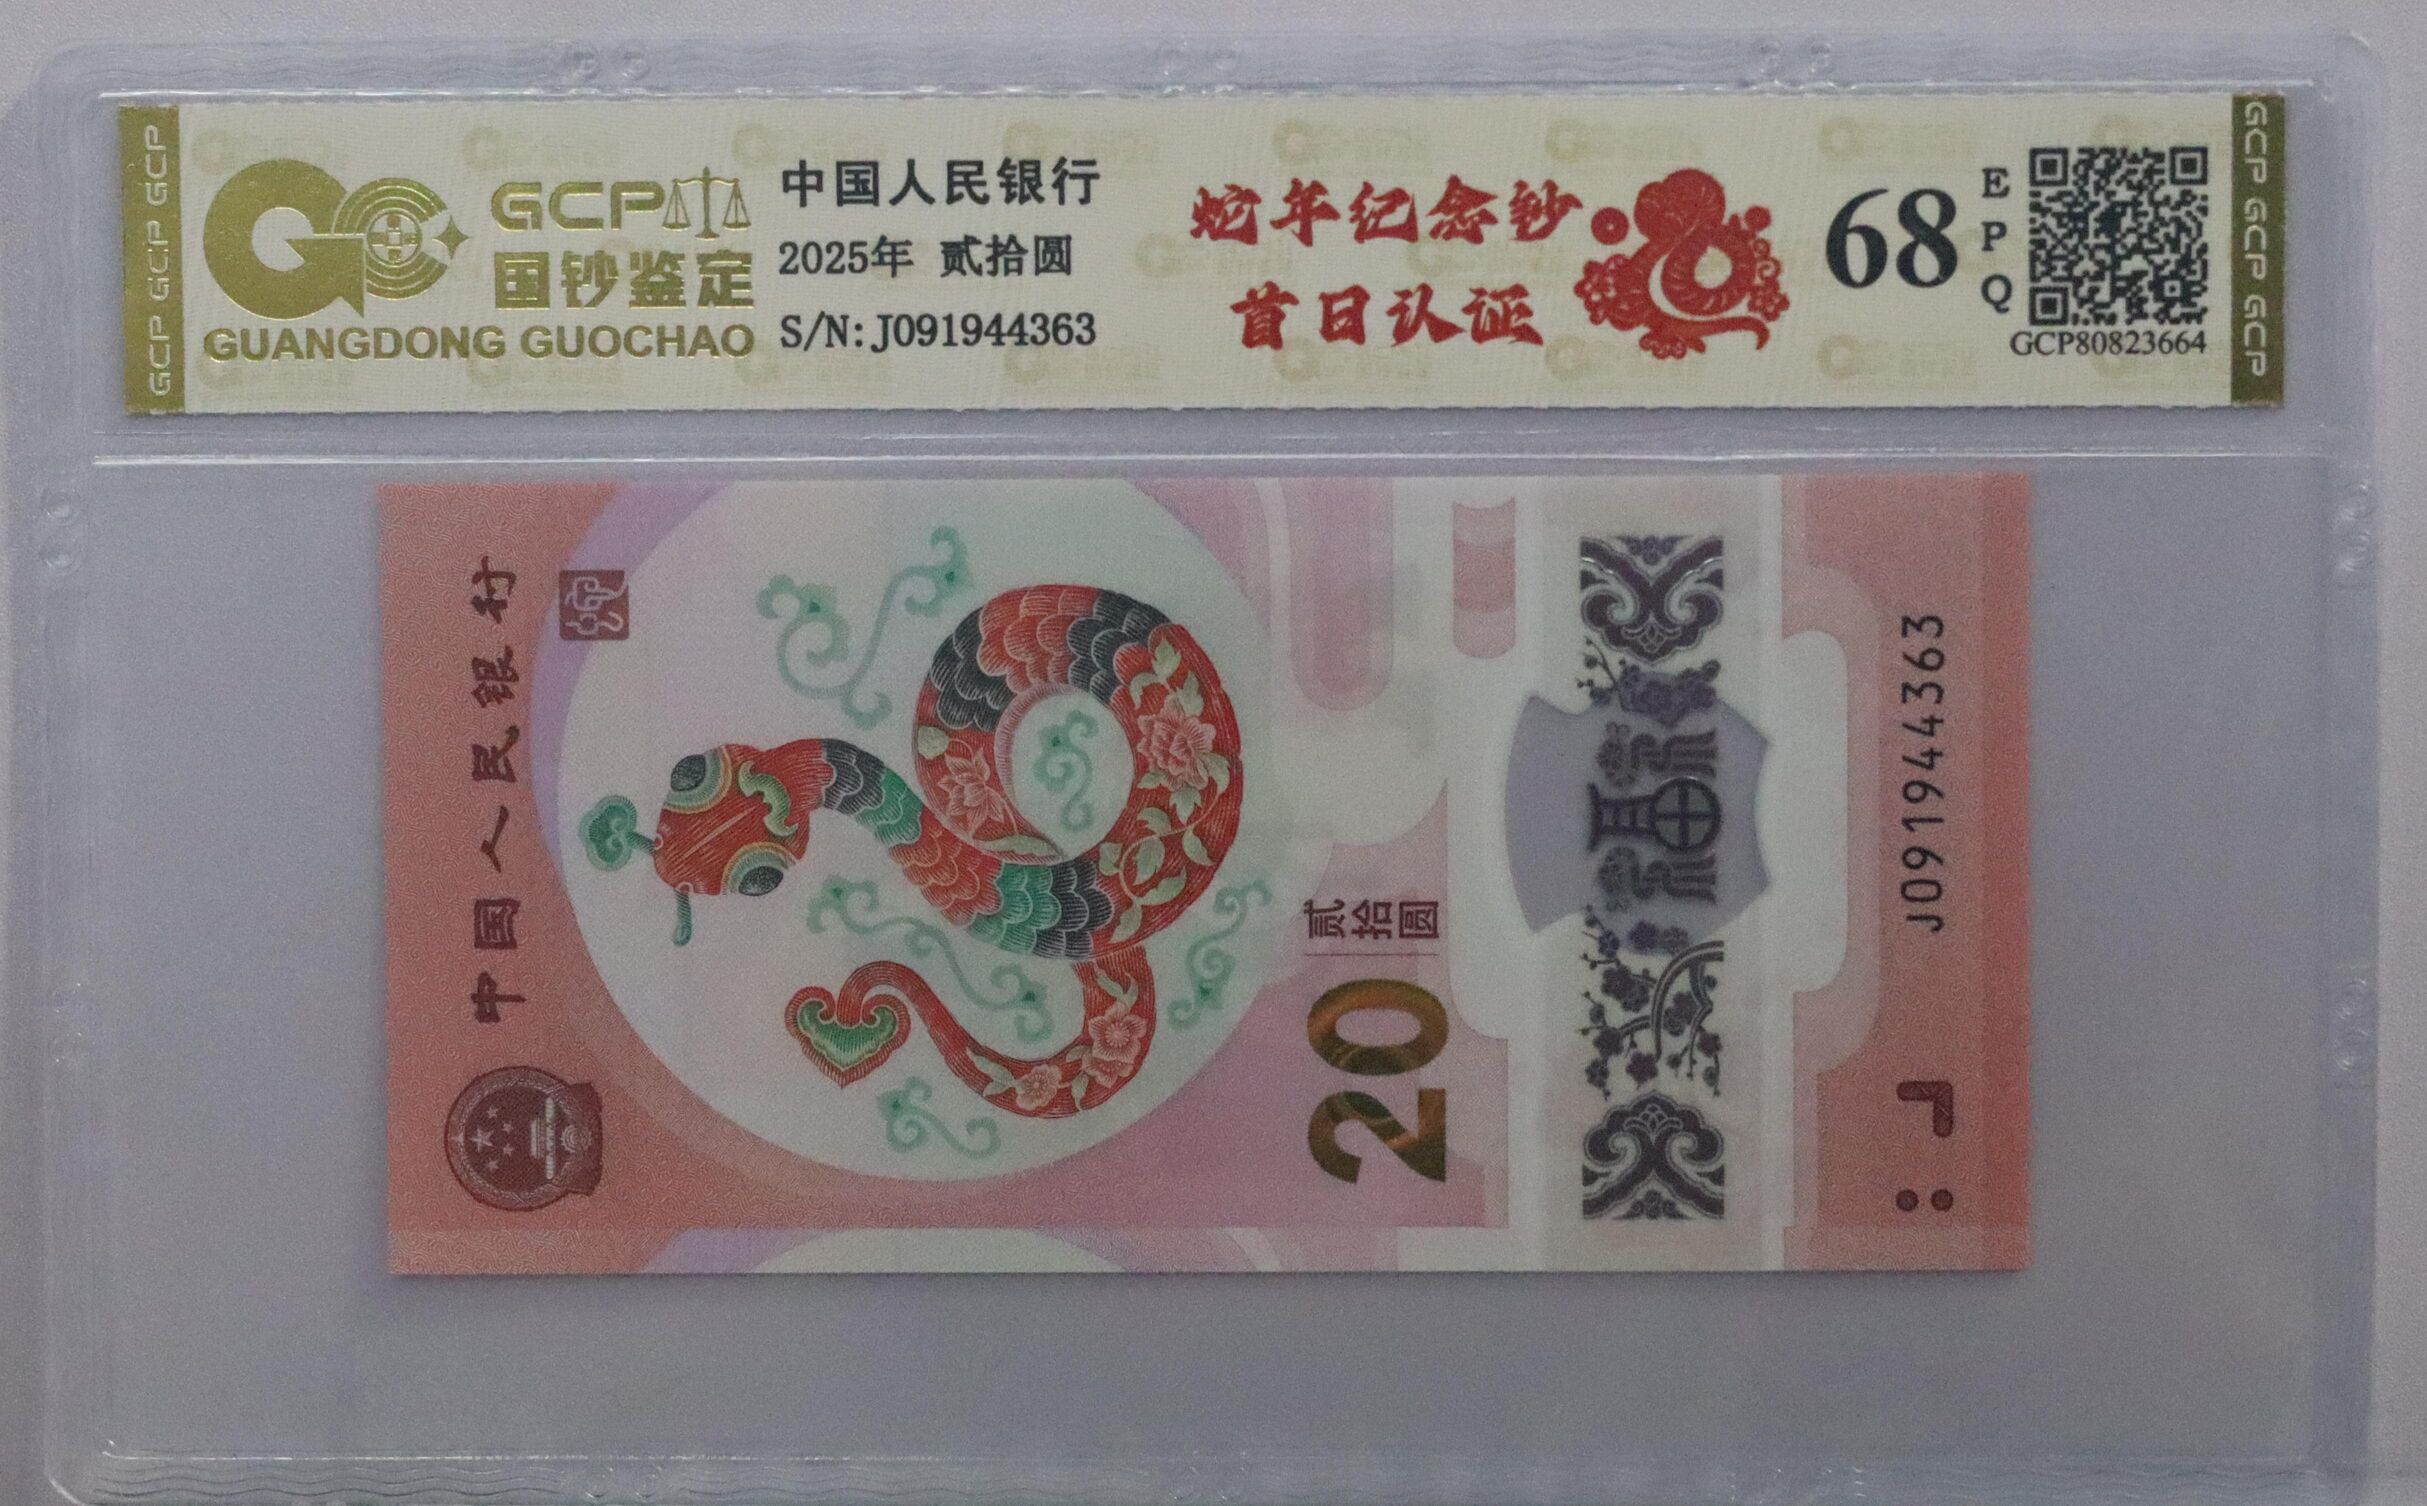 GCP GCP GCP
GCP
国钞鉴定
GUANGDONG GUOCHAO
中国人民银行
2025年 贰拾圆
S/N: J091944363
蛇年纪念钞
首日认证
68
EPQ
GCP80823664
GCP GCP GCP
中国人民银行
20
贰拾圆
J091944363